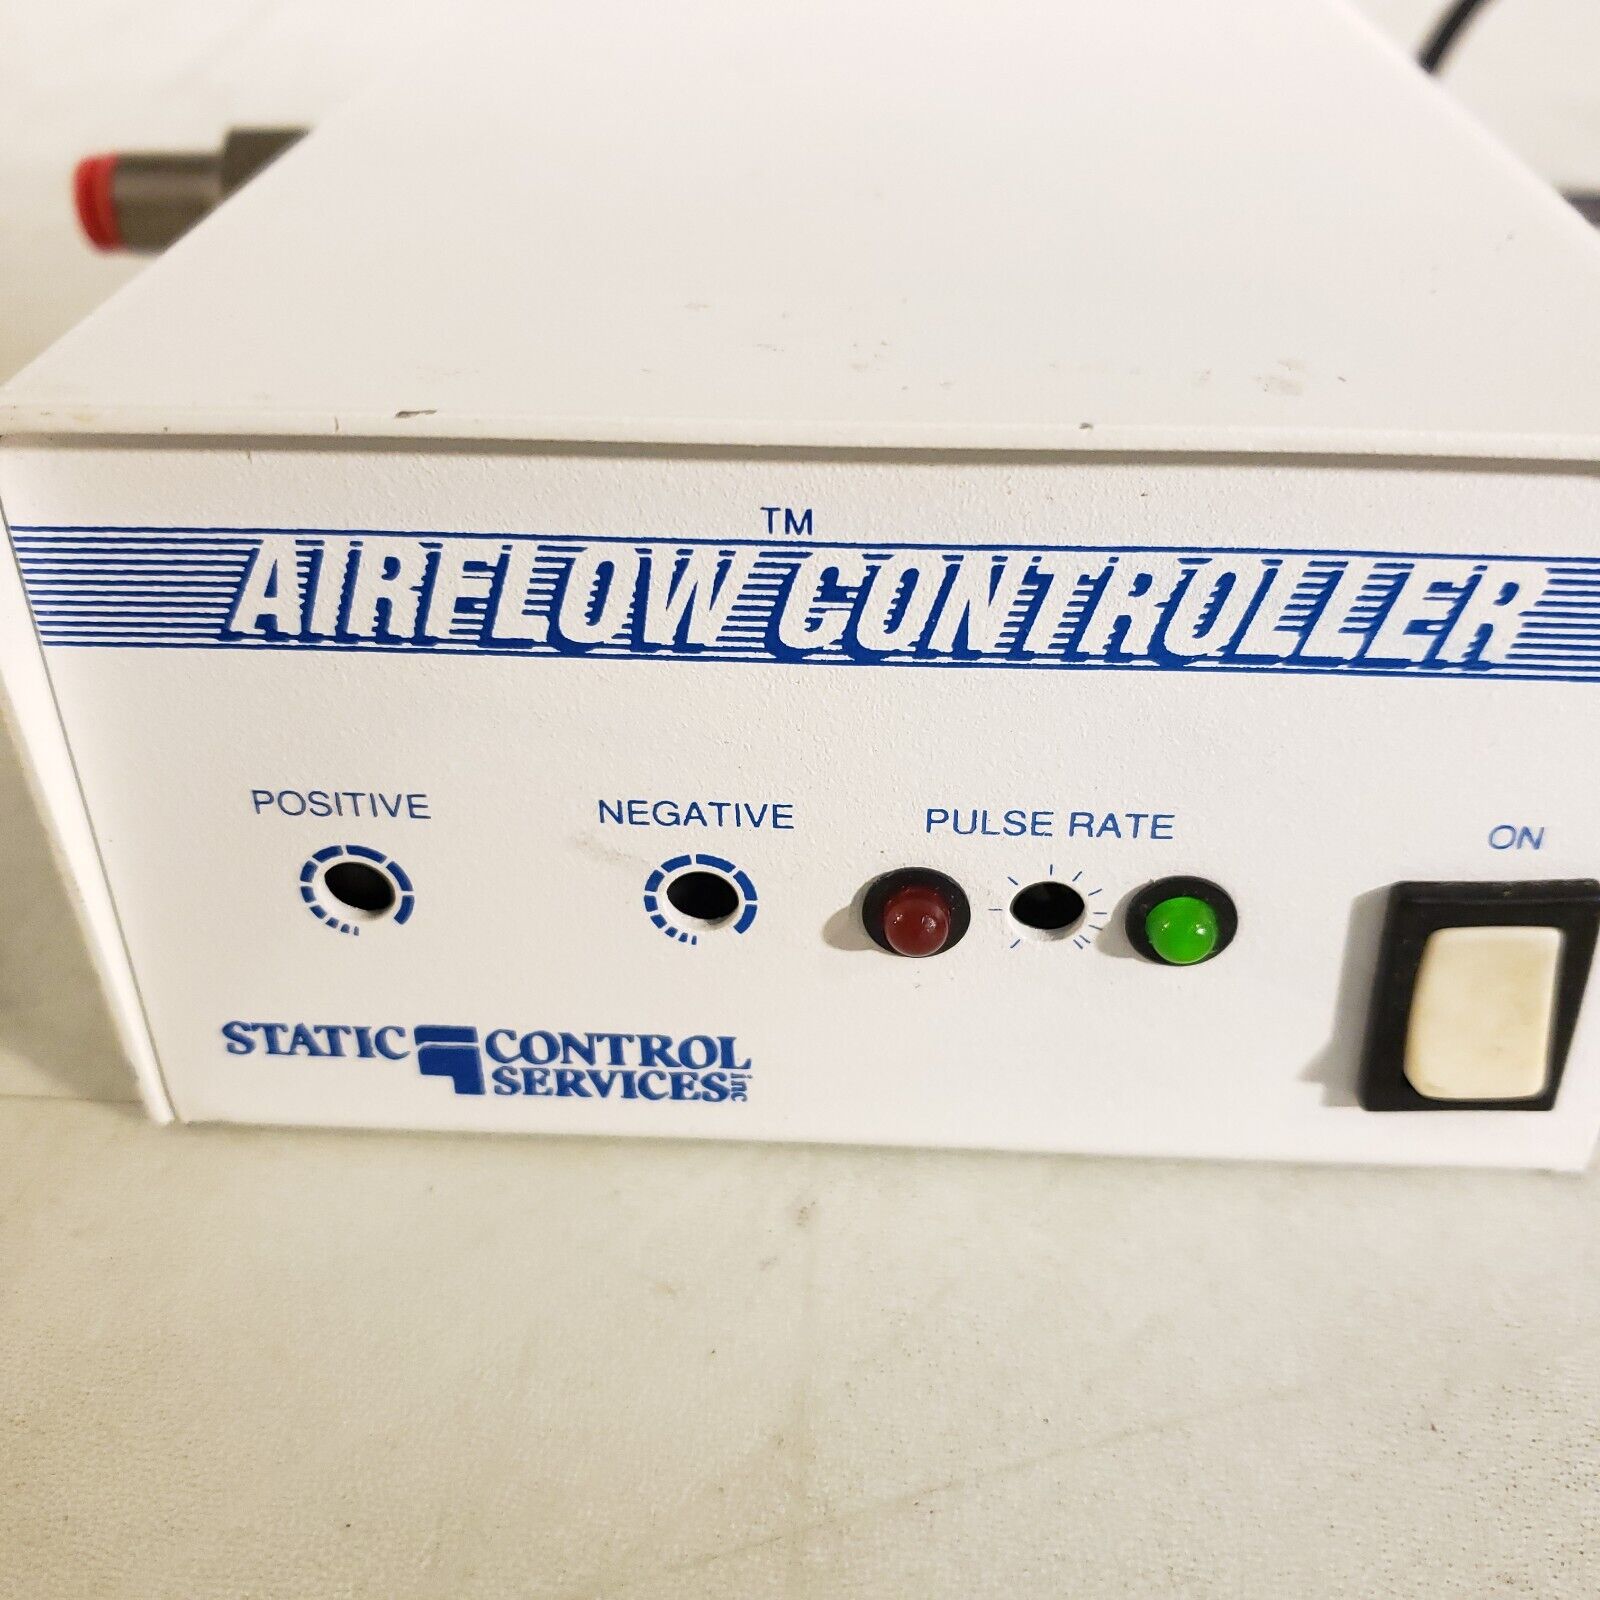 TM
AIRFLOW CONTROLLER
POSITIVE NEGATIVE PULSE RATE ON
STATIC CONTROL
SERVICES inc